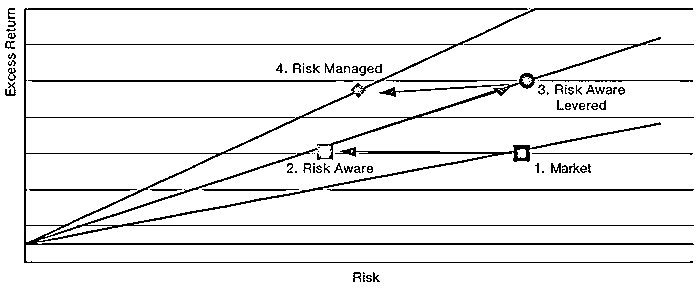 Excess Return
4. Risk Managed
3. Risk Aware
Levered
2. Risk Aware
1. Market
Risk